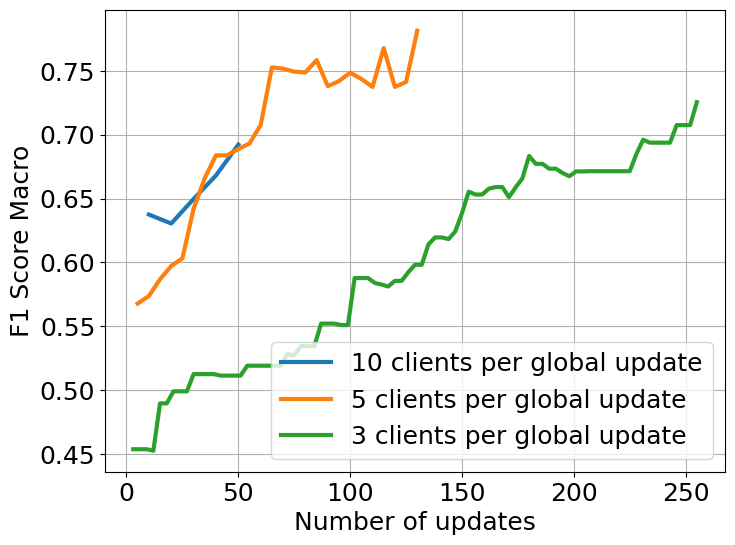 F1 Score Macro
0.75
0.70
0.65
0.60
0.55
0.50
0.45
10 clients per global update
5 clients per global update
3 clients per global update
0 50 100 150 200 250
Number of updates